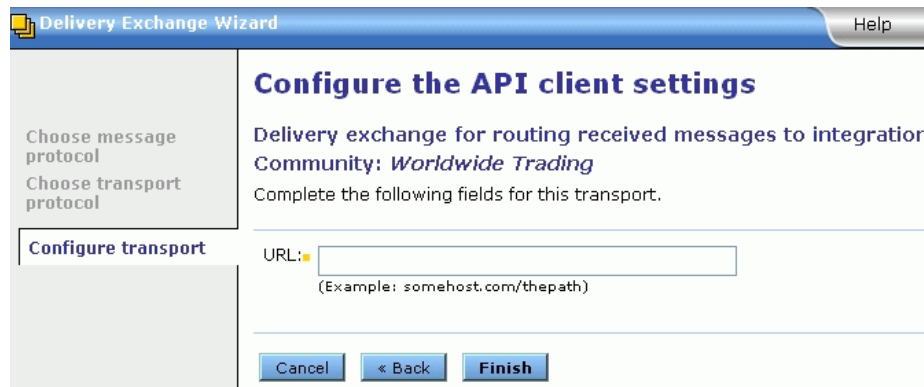 Delivery Exchange Wizard
Help
Choose message
protocol
Choose transport
protocol
Configure transport
Configure the API client settings
Delivery exchange for routing received messages to integration
Community: Worldwide Trading
Complete the following fields for this transport.
URL:
(Example: somehost.com/thepath)
Cancel
« Back
Finish